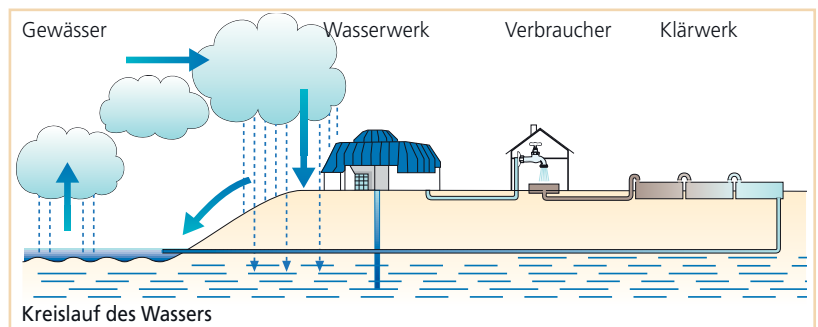 Gewässer
Wasserwerk
Verbraucher
Klärwerk
Kreislauf des Wassers